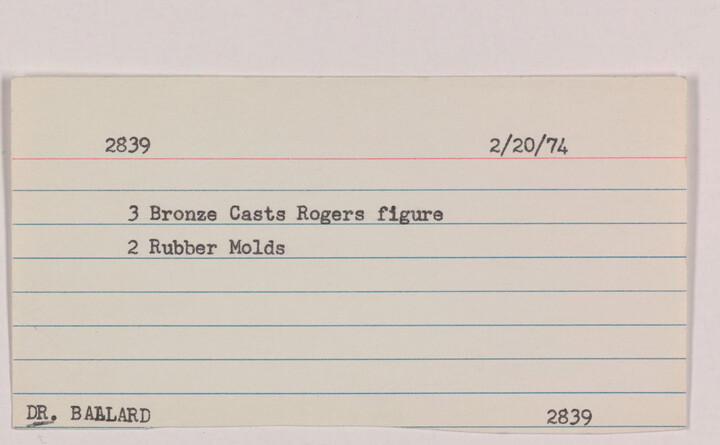 2839 2/20/74
3 Bronze Casts Rogers figure
2 Rubber Molds
DR. BALLARD 2839